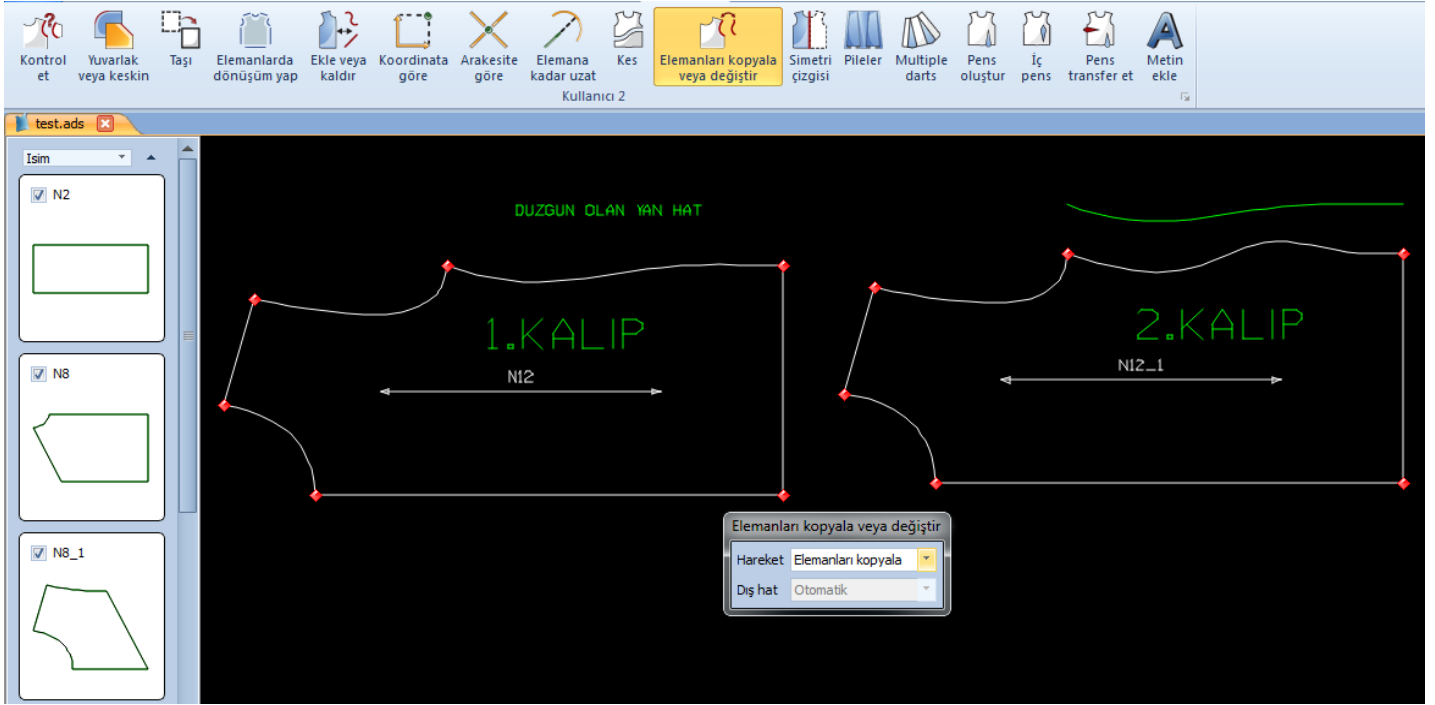 Kontrol et
Yuvarlak veya keskin
Taşı
Elemanlarda dönüşüm yap
Ekle veya kaldır
Koordinata göre
Arakesite göre
Elemana kadar uzat
Kes
Elemanları kopyala veya değiştir
Simetri çizgisi
Pileler
Multiple darts
Pens oluştur
İç pens
Pens transfer et
Metin ekle
Kullanıcı 2
test.ads
Isim
N2
N8
N8_1
DUZGUN OLAN YAN HAT
1.KALIP
N12
2.KALIP
N12_1
Elemanları kopyala veya değiştir
Hareket Elemanları kopyala
Dış hat Otomatik